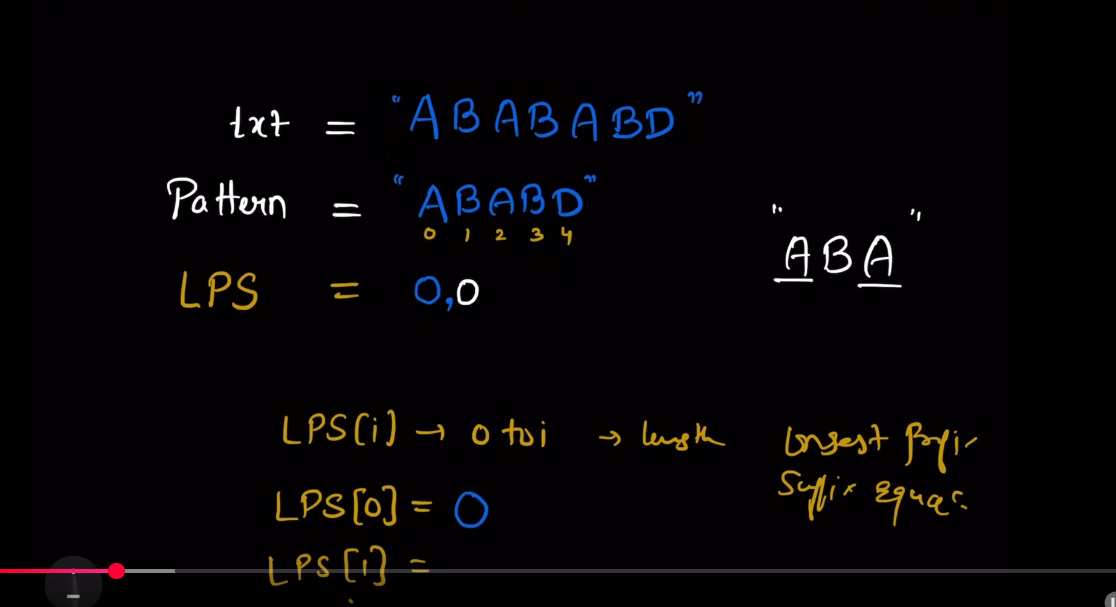 txt = "ABABABD"
Pattern = "ABABD"
0 1 2 3 4
"ABA"
LPS = 0,0
LPS(i) → 0 to i → length Longest Prefix
Suffix Equal
LPS[0] = 0
LPS[1] =